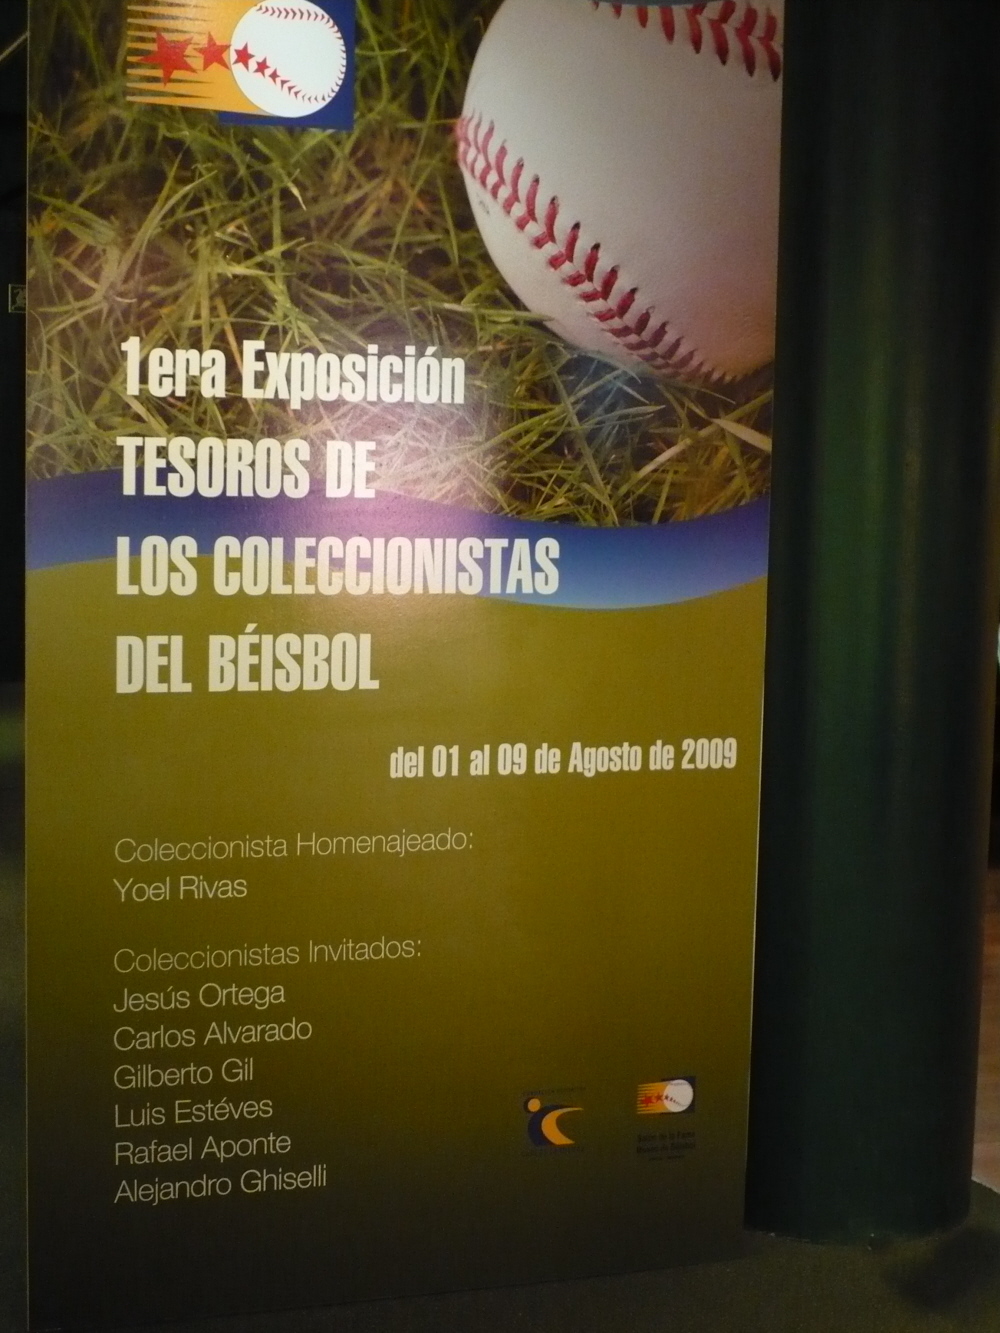 1era Exposición
TESOROS DE
LOS COLECCIONISTAS
DEL BÉISBOL
del 01 al 09 de Agosto de 2009
Coleccionista Homenajeado:
Yoel Rivas
Coleccionistas Invitados:
Jesús Ortega
Carlos Alvarado
Gilberto Gil
Luis Estéves
Rafael Aponte
Alejandro Ghiselli